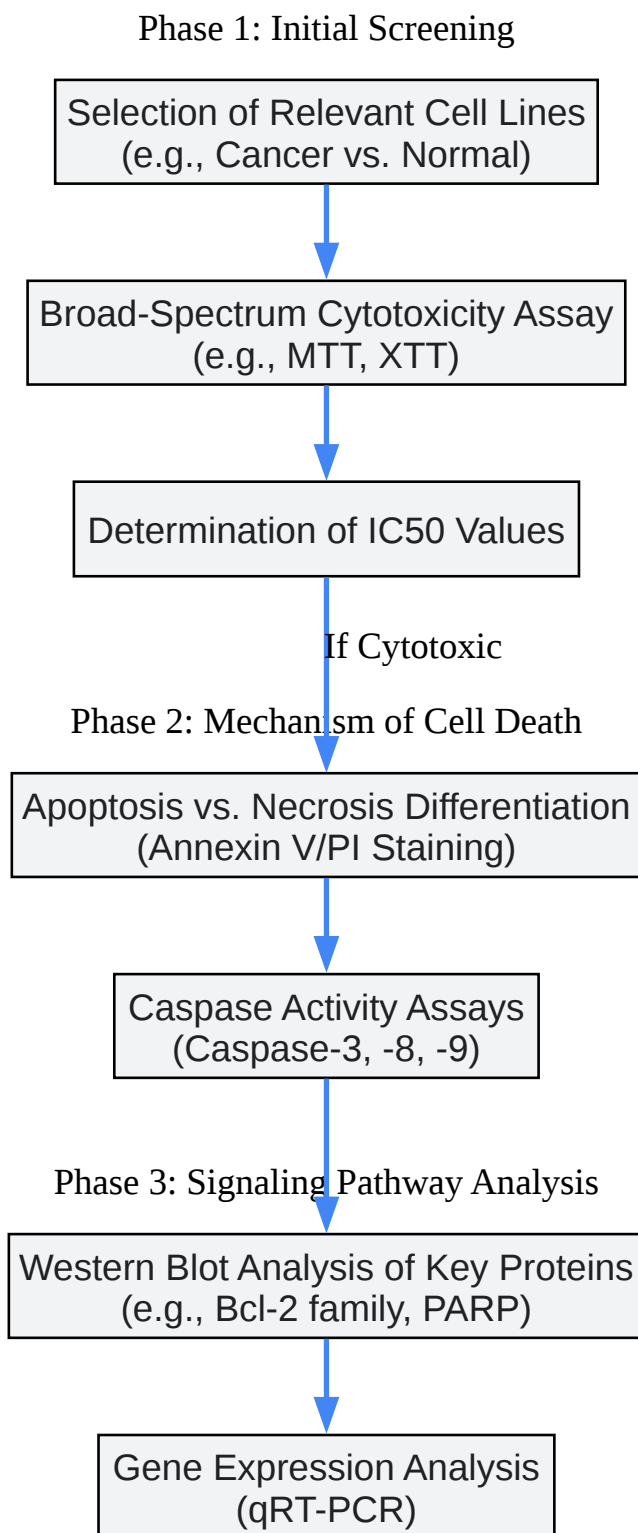 Phase 1: Initial Screening
Selection of Relevant Cell Lines
(e.g., Cancer vs. Normal)
Broad-Spectrum Cytotoxicity Assay
(e.g., MTT, XTT)
Determination of IC50 Values
If Cytotoxic
Phase 2: Mechanism of Cell Death
Apoptosis vs. Necrosis Differentiation
(Annexin V/PI Staining)
Caspase Activity Assays
(Caspase-3, -8, -9)
Phase 3: Signaling Pathway Analysis
Western Blot Analysis of Key Proteins
(e.g., Bcl-2 family, PARP)
Gene Expression Analysis
(qRT-PCR)